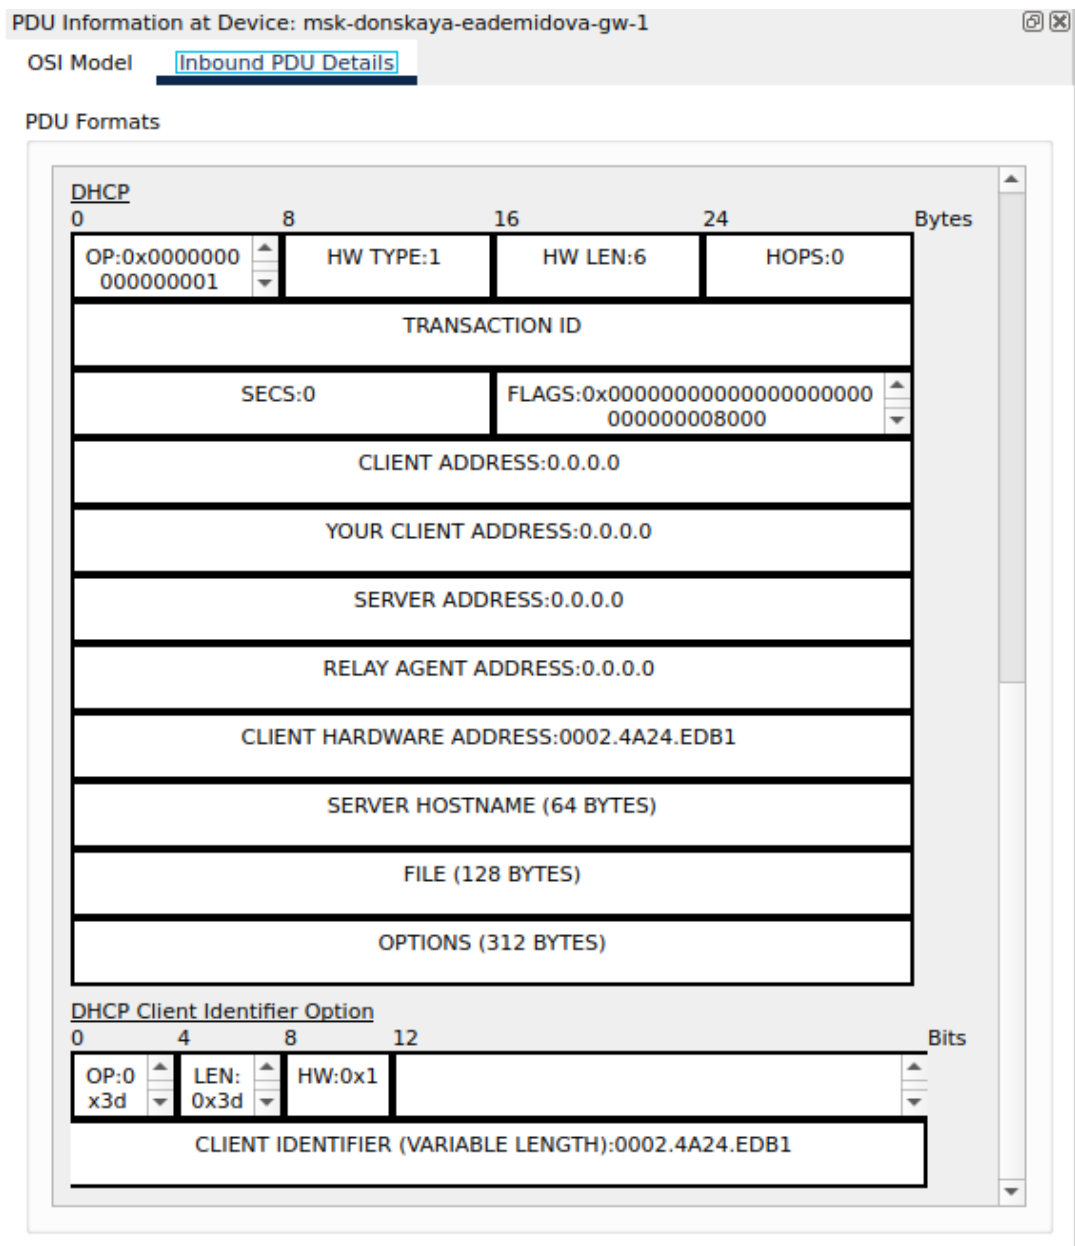 PDU Information at Device: msk-donskaya-eademidova-gw-1
OSI Model Inbound PDU Details
PDU Formats
DHCP
0 8 16 24 Bytes
OP:0x0000000 HW TYPE:1 HW LEN:6 HOPS:0
000000001
TRANSACTION ID
SECS:0 FLAGS:0x00000000000000000000
000000008000
CLIENT ADDRESS:0.0.0.0
YOUR CLIENT ADDRESS:0.0.0.0
SERVER ADDRESS:0.0.0.0
RELAY AGENT ADDRESS:0.0.0.0
CLIENT HARDWARE ADDRESS:0002.4A24.EDB1
SERVER HOSTNAME (64 BYTES)
FILE (128 BYTES)
OPTIONS (312 BYTES)
DHCP Client Identifier Option
0 4 8 12 Bits
OP:0 LEN: HW:0x1
x3d 0x3d
CLIENT IDENTIFIER (VARIABLE LENGTH):0002.4A24.EDB1